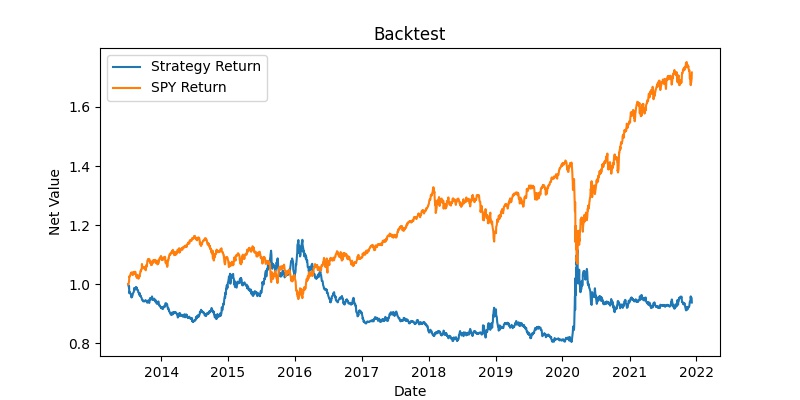 Backtest
Strategy Return
SPY Return
Net Value
1.6
1.4
1.2
1.0
0.8
2014 2015 2016 2017 2018 2019 2020 2021 2022
Date